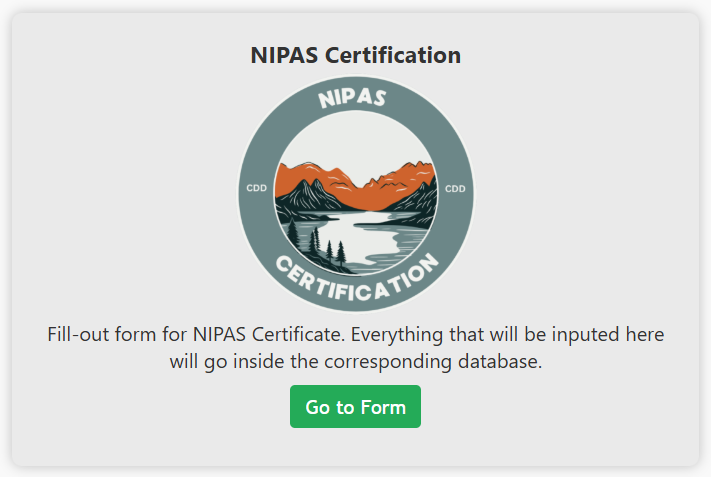 NIPAS Certification
NIPAS
CDD CDD
CERTIFICATION
Fill-out form for NIPAS Certificate. Everything that will be inputed here
will go inside the corresponding database.
Go to Form